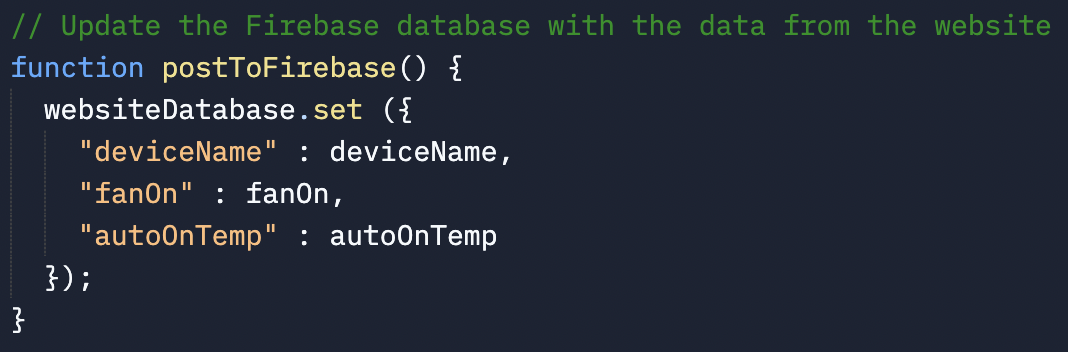 // Update the Firebase database with the data from the website
function postToFirebase() {
  websiteDatabase.set ({
    "deviceName" : deviceName,
    "fanOn" : fanOn,
    "autoOnTemp" : autoOnTemp
  });
}